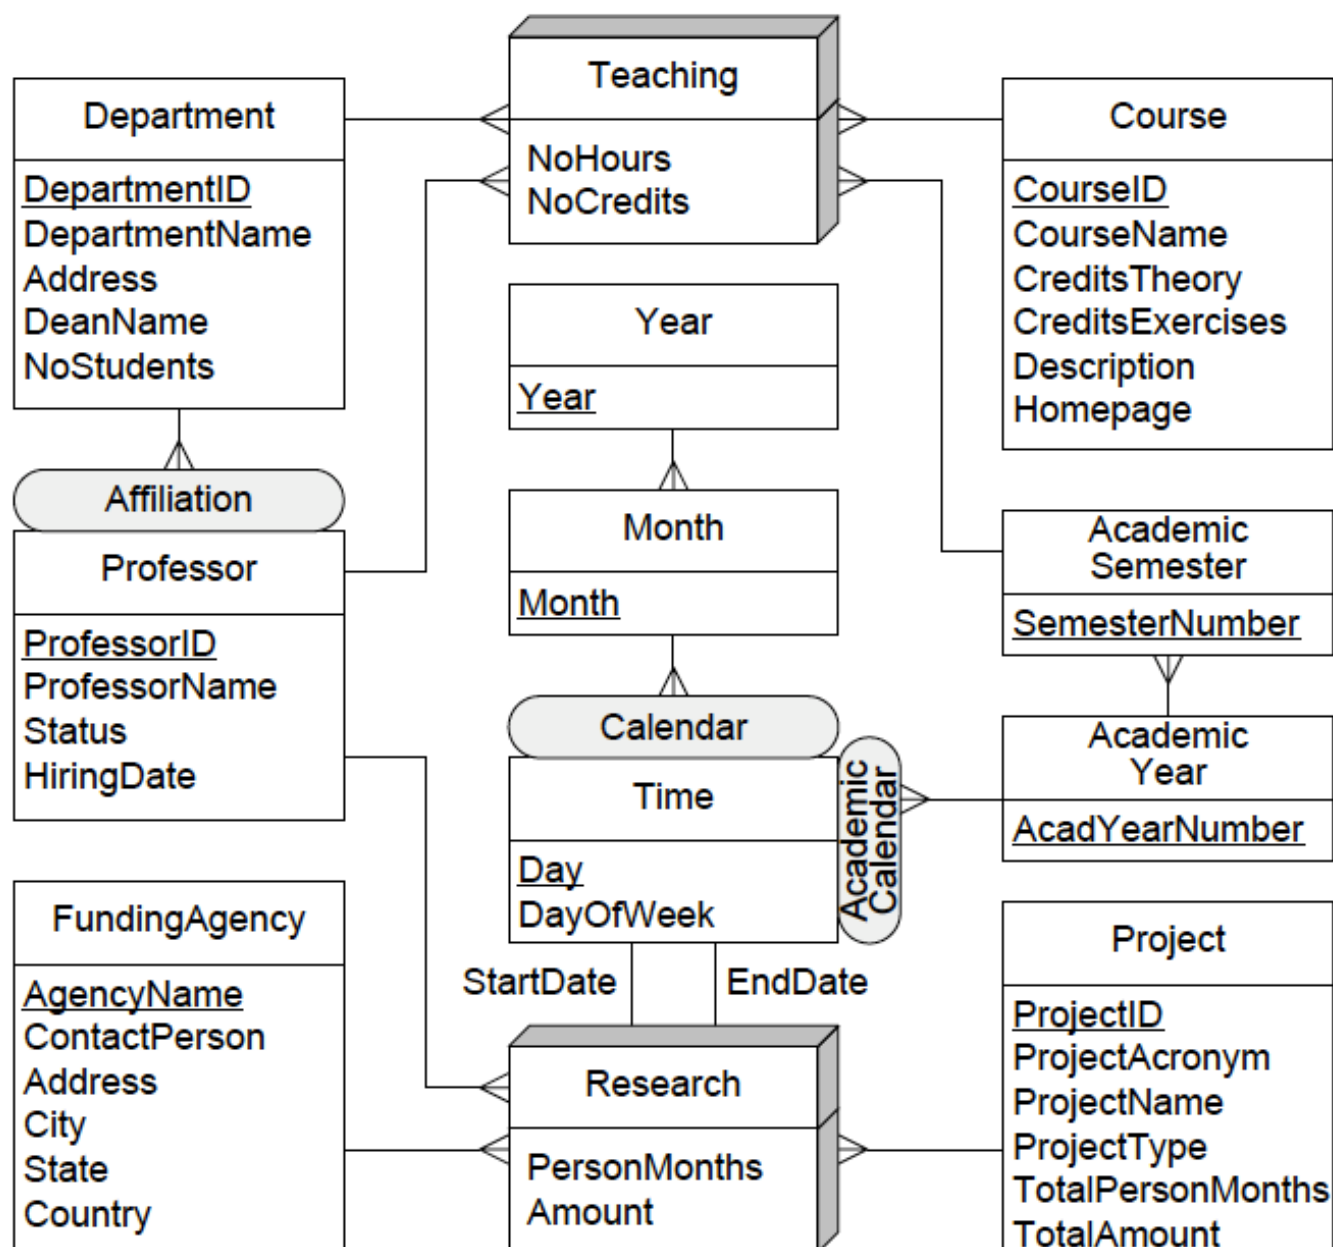 Teaching
NoHours
NoCredits
Department
DepartmentID
DepartmentName
Address
DeanName
NoStudents
Course
CourseID
CourseName
CreditsTheory
CreditsExercises
Description
Homepage
Year
Year
Affiliation
Professor
ProfessorID
ProfessorName
Status
HiringDate
Month
Month
Academic
Semester
SemesterNumber
Calendar
Time
Day
DayOfWeek
Academic
Calendar
Academic
Year
AcadYearNumber
FundingAgency
AgencyName
ContactPerson
Address
City
State
Country
StartDate
EndDate
Research
PersonMonths
Amount
Project
ProjectID
ProjectAcronym
ProjectName
ProjectType
TotalPersonMonths
TotalAmount